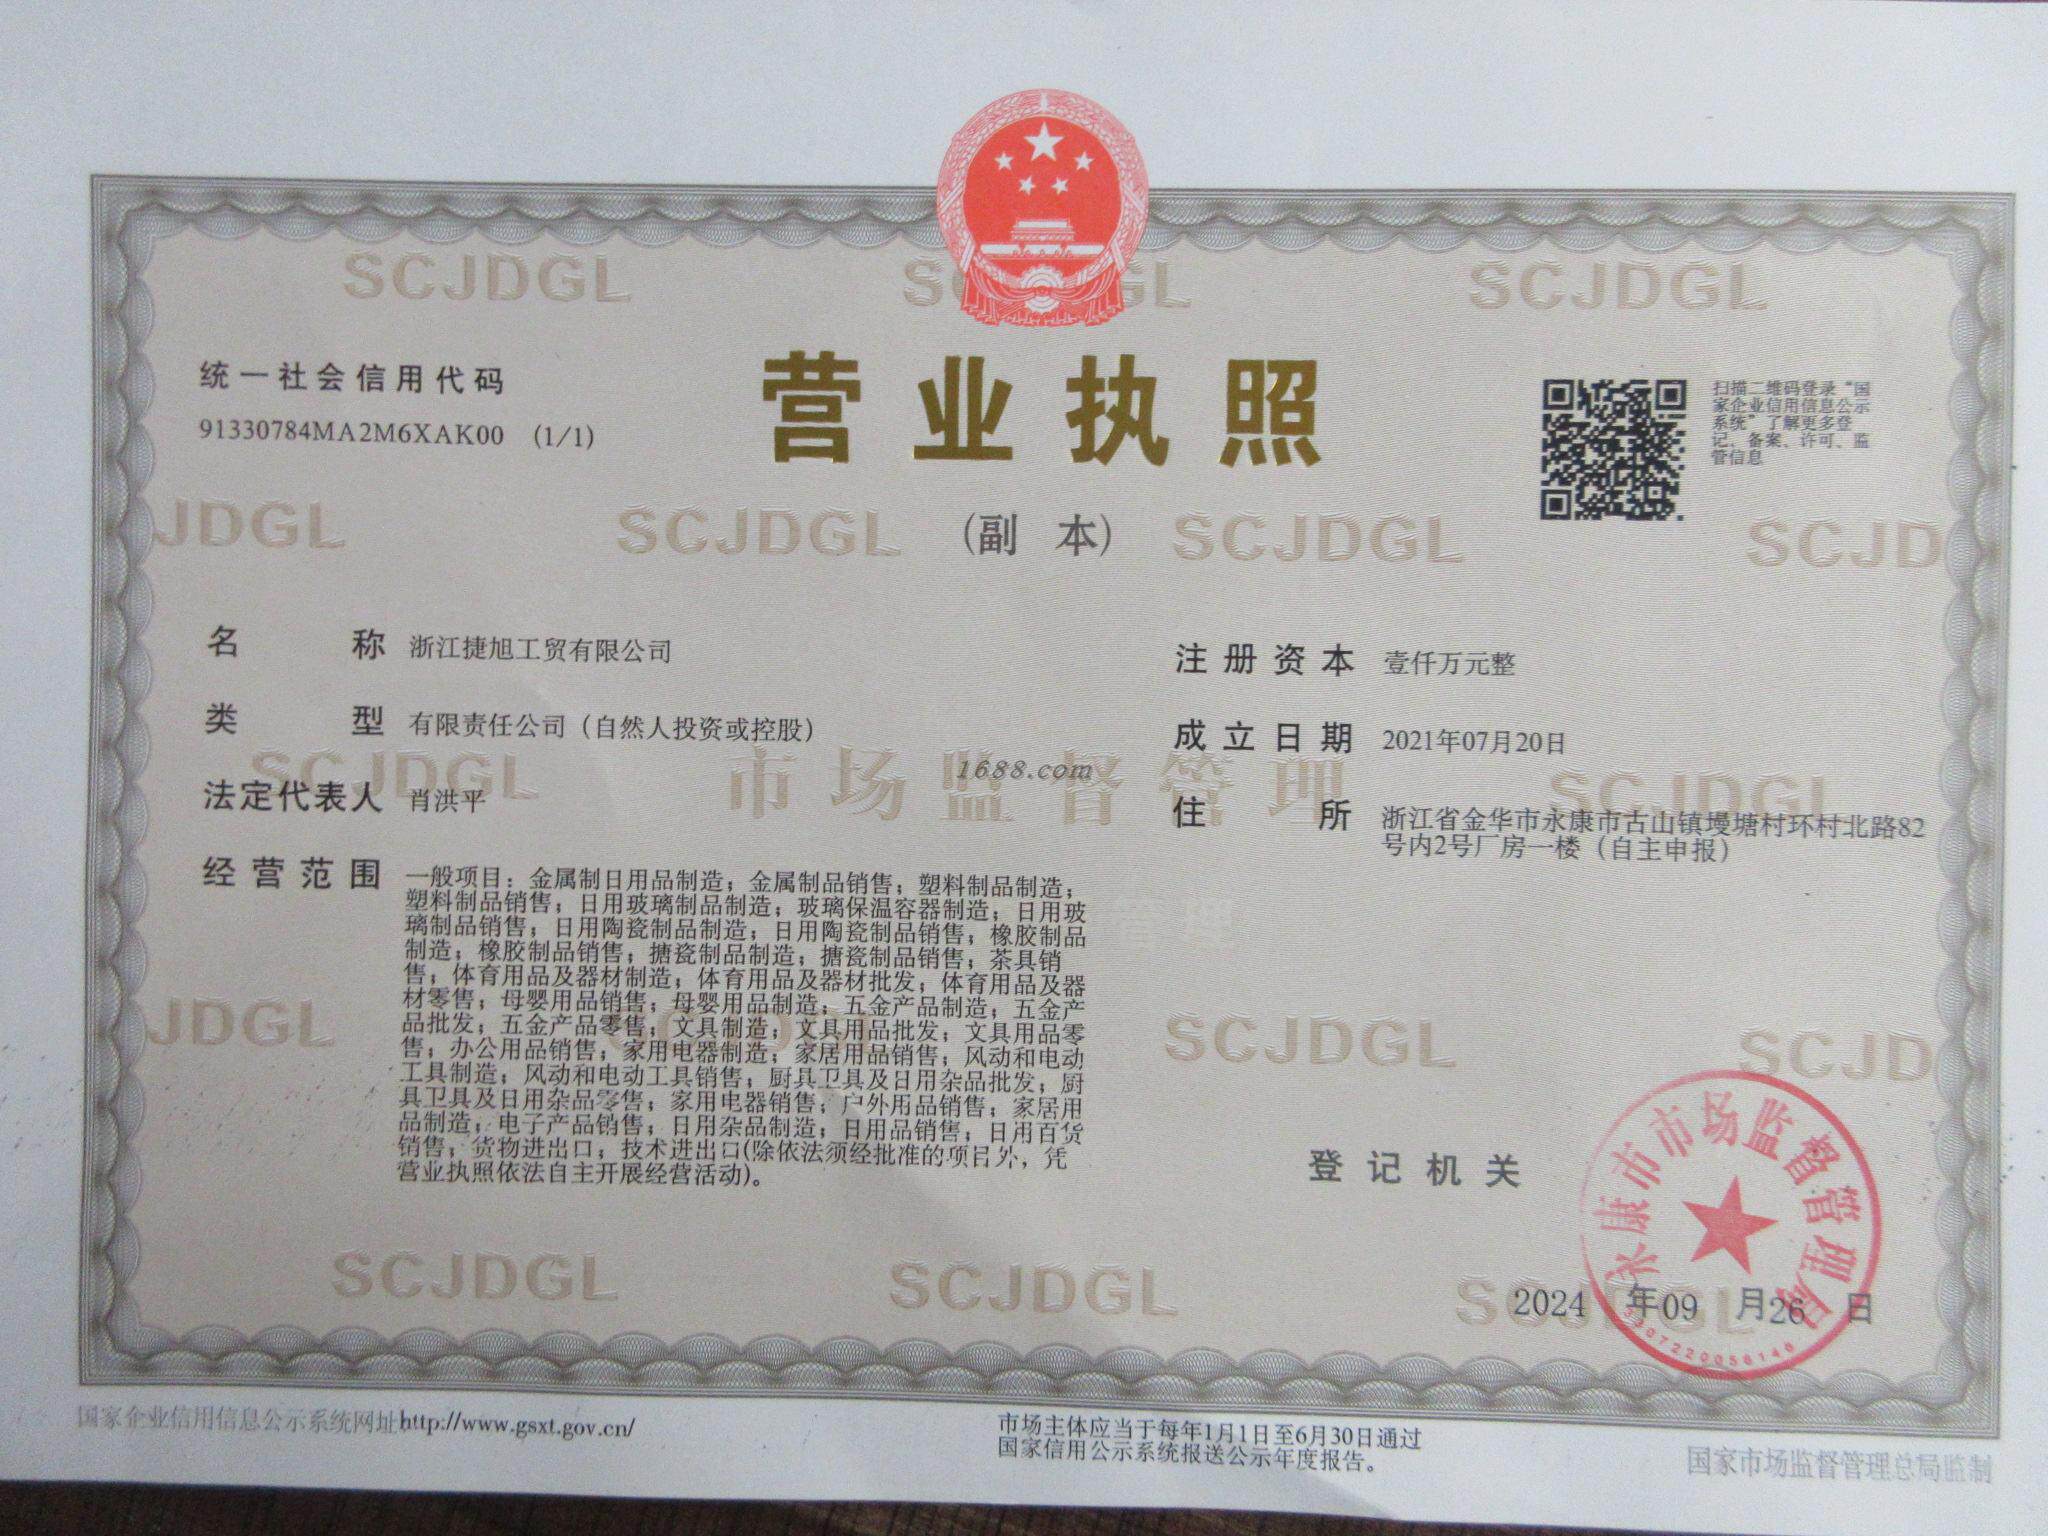 SCJDGL
SCJDGL
统一社会信用代码
91330784MA2M6XAK00 (1/1)
营业执照
(副 本)
扫描二维码登录“国
家企业信用信息公示
系统”了解更多登
记、备案、许可、监
管信息
JDGL
SCJDGL
SCJDGL
SCJD
名称 浙江捷旭工贸有限公司
类型 有限责任公司（自然人投资或控股）
法定代表人 肖洪平
经营范围 一般项目：金属制日用品制造；金属制品销售；塑料制品制造；
塑料制品销售；日用玻璃制品制造；玻璃保温容器制造；日用玻
璃制品销售；日用陶瓷制品制造；日用陶瓷制品销售；橡胶制品
制造；橡胶制品销售；搪瓷制品制造；搪瓷制品销售；茶具销
售；体育用品及器材制造；体育用品及器材批发；体育用品及器
材零售；母婴用品销售；母婴用品制造；五金产品制造；五金产
品批发；五金产品零售；文具制造；文具用品批发；文具用品零
售；办公用品销售；家用电器制造；家居用品销售；风动和电动
工具制造；风动和电动工具销售；厨具卫具及日用杂品批发；厨
具卫具及日用杂品零售；家用电器销售；户外用品销售；家居用
品制造；电子产品销售；日用杂品制造；日用品销售；日用百货
销售；货物进出口；技术进出口(除依法须经批准的项目外，凭
营业执照依法自主开展经营活动)。
注册资本 壹仟万元整
成立日期 2021年07月20日
住所 浙江省金华市永康市古山镇墁塘村环村北路82
号内2号厂房一楼（自主申报）
SCJDGL
市场监督管理
1688.com
SCJDGL
JDGL
SCJDGL
SCJD
登记机关
永康市市场监督管理局
2024 年09 月26 日
SCJDGL
SCJDGL
国家企业信用信息公示系统网址http://www.gsxt.gov.cn/
市场主体应当于每年1月1日至6月30日通过
国家信用公示系统报送公示年度报告。
国家市场监督管理总局监制